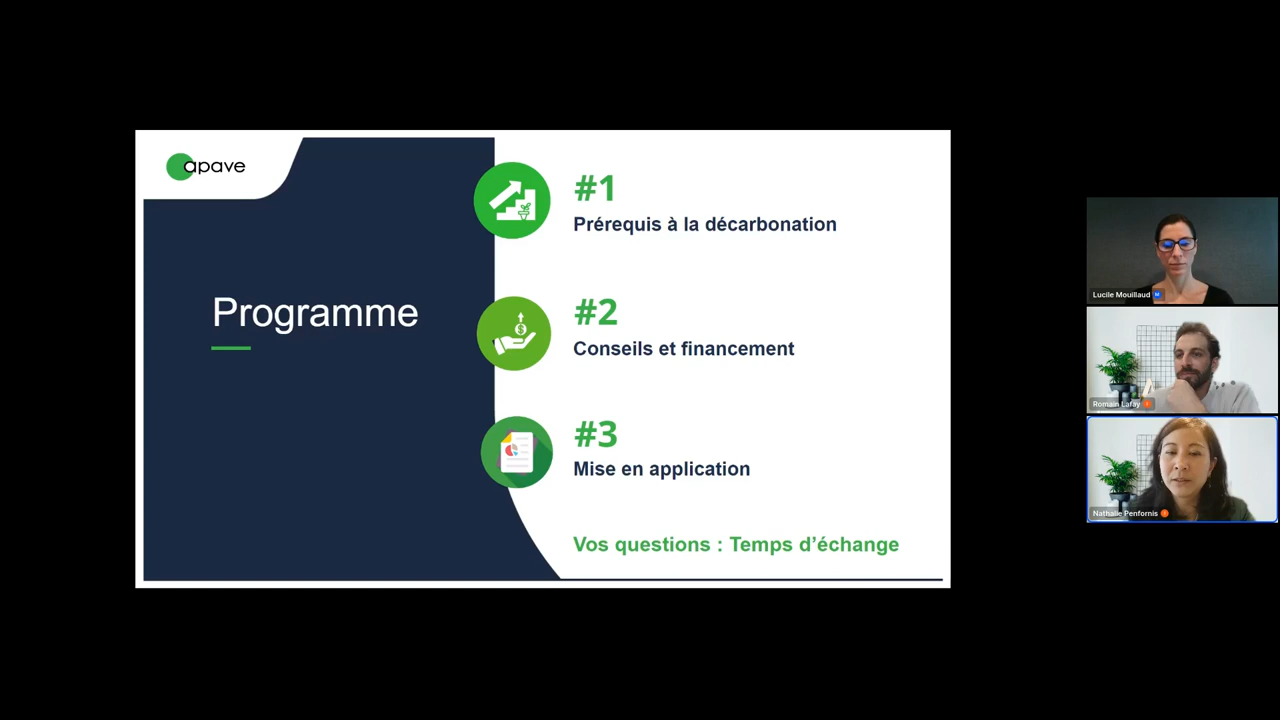 apave
Programme
#1
Prérequis à la décarbonation
#2
Conseils et financement
#3
Mise en application
Vos questions : Temps d'échange
Lucile Mouillaud M
Romain Lafay
Nathalie Penfornis